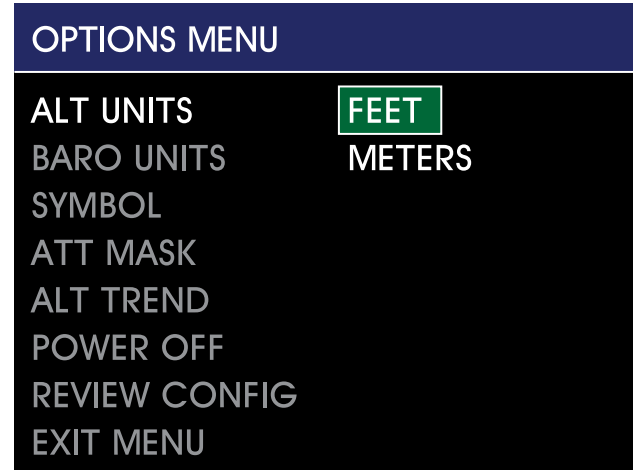 OPTIONS MENU
ALT UNITS FEET
BARO UNITS METERS
SYMBOL
ATT MASK
ALT TREND
POWER OFF
REVIEW CONFIG
EXIT MENU